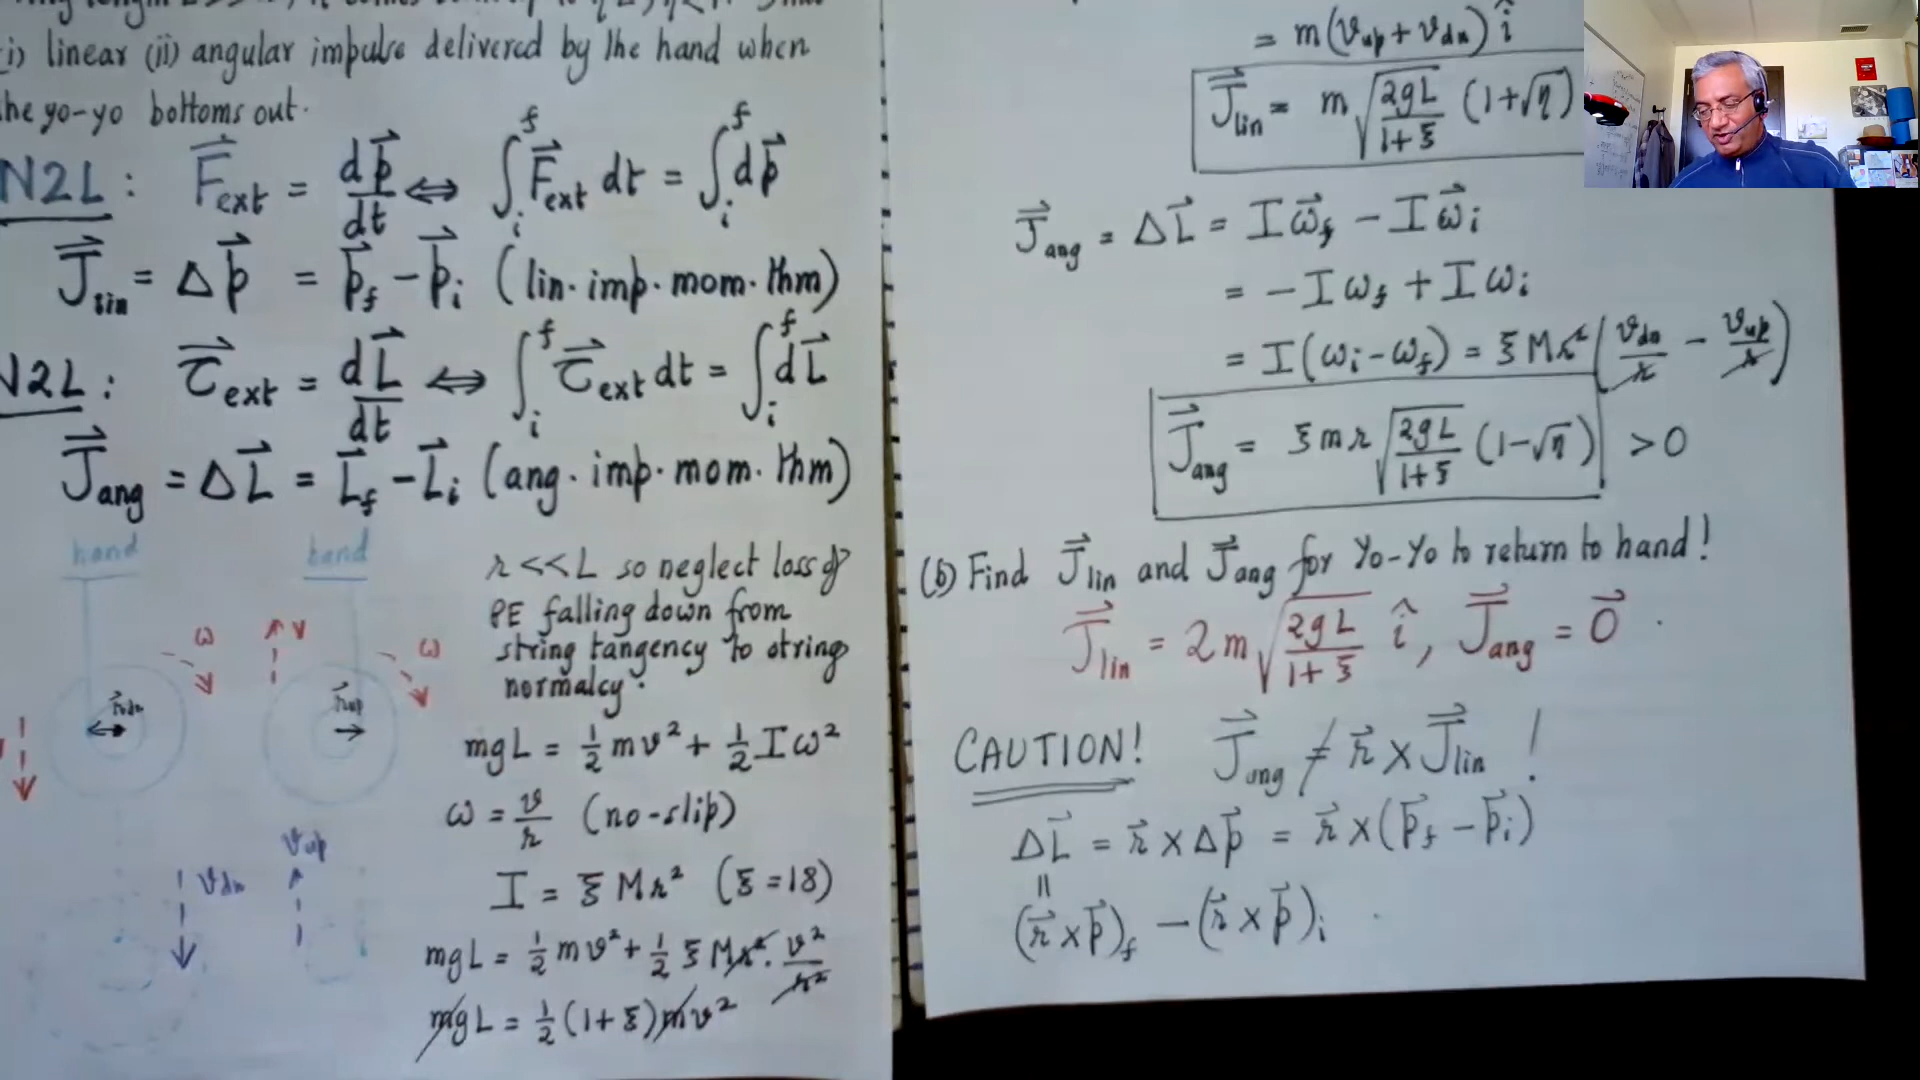 i) linear (ii) angular impulse delivered by the hand when
the yo-yo bottoms out.
N2L : F⃗ext = dp⃗/dt ⟺ ∫ᵢᶠ F⃗ext dt = ∫ᵢᶠ dp⃗
J⃗lin = Δp⃗ = p⃗f − p⃗i (lin. imp. mom. thm)
N2L : τ⃗ext = dL⃗/dt ⟺ ∫ᵢᶠ τ⃗ext dt = ∫ᵢᶠ dL⃗
J⃗ang = ΔL⃗ = L⃗f − L⃗i (ang. imp. mom. thm)
hand hand
ω v ω
r⃗dn r⃗up
vup
vdn
r << L so neglect loss of
PE falling down from
string tangency to string
normalcy.
mgL = ½mv² + ½Iω²
ω = v/r (no-slip)
I = ξMr² (ξ=18)
mgL = ½mv² + ½ξMr². v²/r²
mgL = ½(1+ξ)mv²
= m(vup + vdn) î
J⃗lin = m√(2gL/(1+ξ)) (1+√η)
J⃗ang = ΔL⃗ = Iω⃗f − Iω⃗i
= −Iωf + Iωi
= I(ωi−ωf) = ξMr²(vdn/r − vup/r)
J⃗ang = ξmr√(2gL/(1+ξ)) (1−√η) >0
(b) Find J⃗lin and J⃗ang for Yo-Yo to return to hand!
J⃗lin = 2m√(2gL/(1+ξ)) î, J⃗ang = 0⃗.
CAUTION! J⃗ang ≠ r⃗ × J⃗lin !
ΔL⃗ = r⃗ × Δp⃗ = r⃗ × (p⃗f − p⃗i)
=
(r⃗ × p⃗)f − (r⃗ × p⃗)i